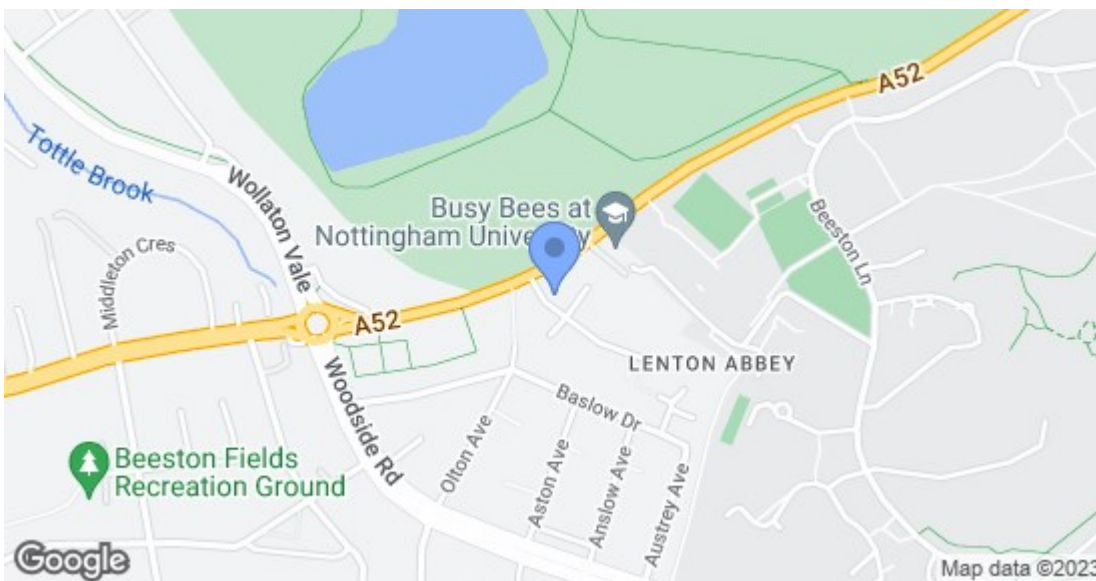 A52
Tottle Brook
Wollaton Vale
Busy Bees at
Nottingham University
Beeston Ln
Middleton Cres
A52
LENTON ABBEY
Woodside Rd
Baslow Dr
Olton Ave
Aston Ave
Anslow Ave
Austrey Ave
Beeston Fields
Recreation Ground
Google
Map data ©2023